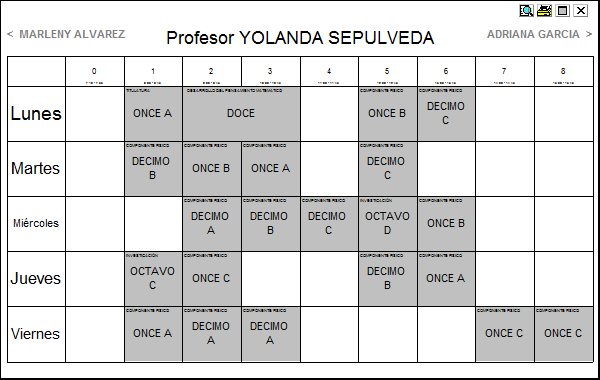 < MARLENY ALVAREZ
Profesor YOLANDA SEPULVEDA
ADRIANA GARCIA >
0 1 2 3 4 5 6 7 8
TITULATURA DESARROLLO DEL PENSAMIENTO MATEMATICO COMPONENTE FISICO COMPONENTE FISICO
Lunes ONCE A DOCE ONCE B DECIMO C
COMPONENTE FISICO COMPONENTE FISICO COMPONENTE FISICO COMPONENTE FISICO
Martes DECIMO B ONCE B ONCE A DECIMO C
COMPONENTE FISICO COMPONENTE FISICO COMPONENTE FISICO INVESTIGACIÓN COMPONENTE FISICO
Miércoles DECIMO A DECIMO B DECIMO C OCTAVO D ONCE B
INVESTIGACIÓN COMPONENTE FISICO COMPONENTE FISICO COMPONENTE FISICO
Jueves OCTAVO C ONCE C DECIMO B ONCE A
COMPONENTE FISICO COMPONENTE FISICO COMPONENTE FISICO COMPONENTE FISICO COMPONENTE FISICO
Viernes ONCE A DECIMO A DECIMO A ONCE C ONCE C